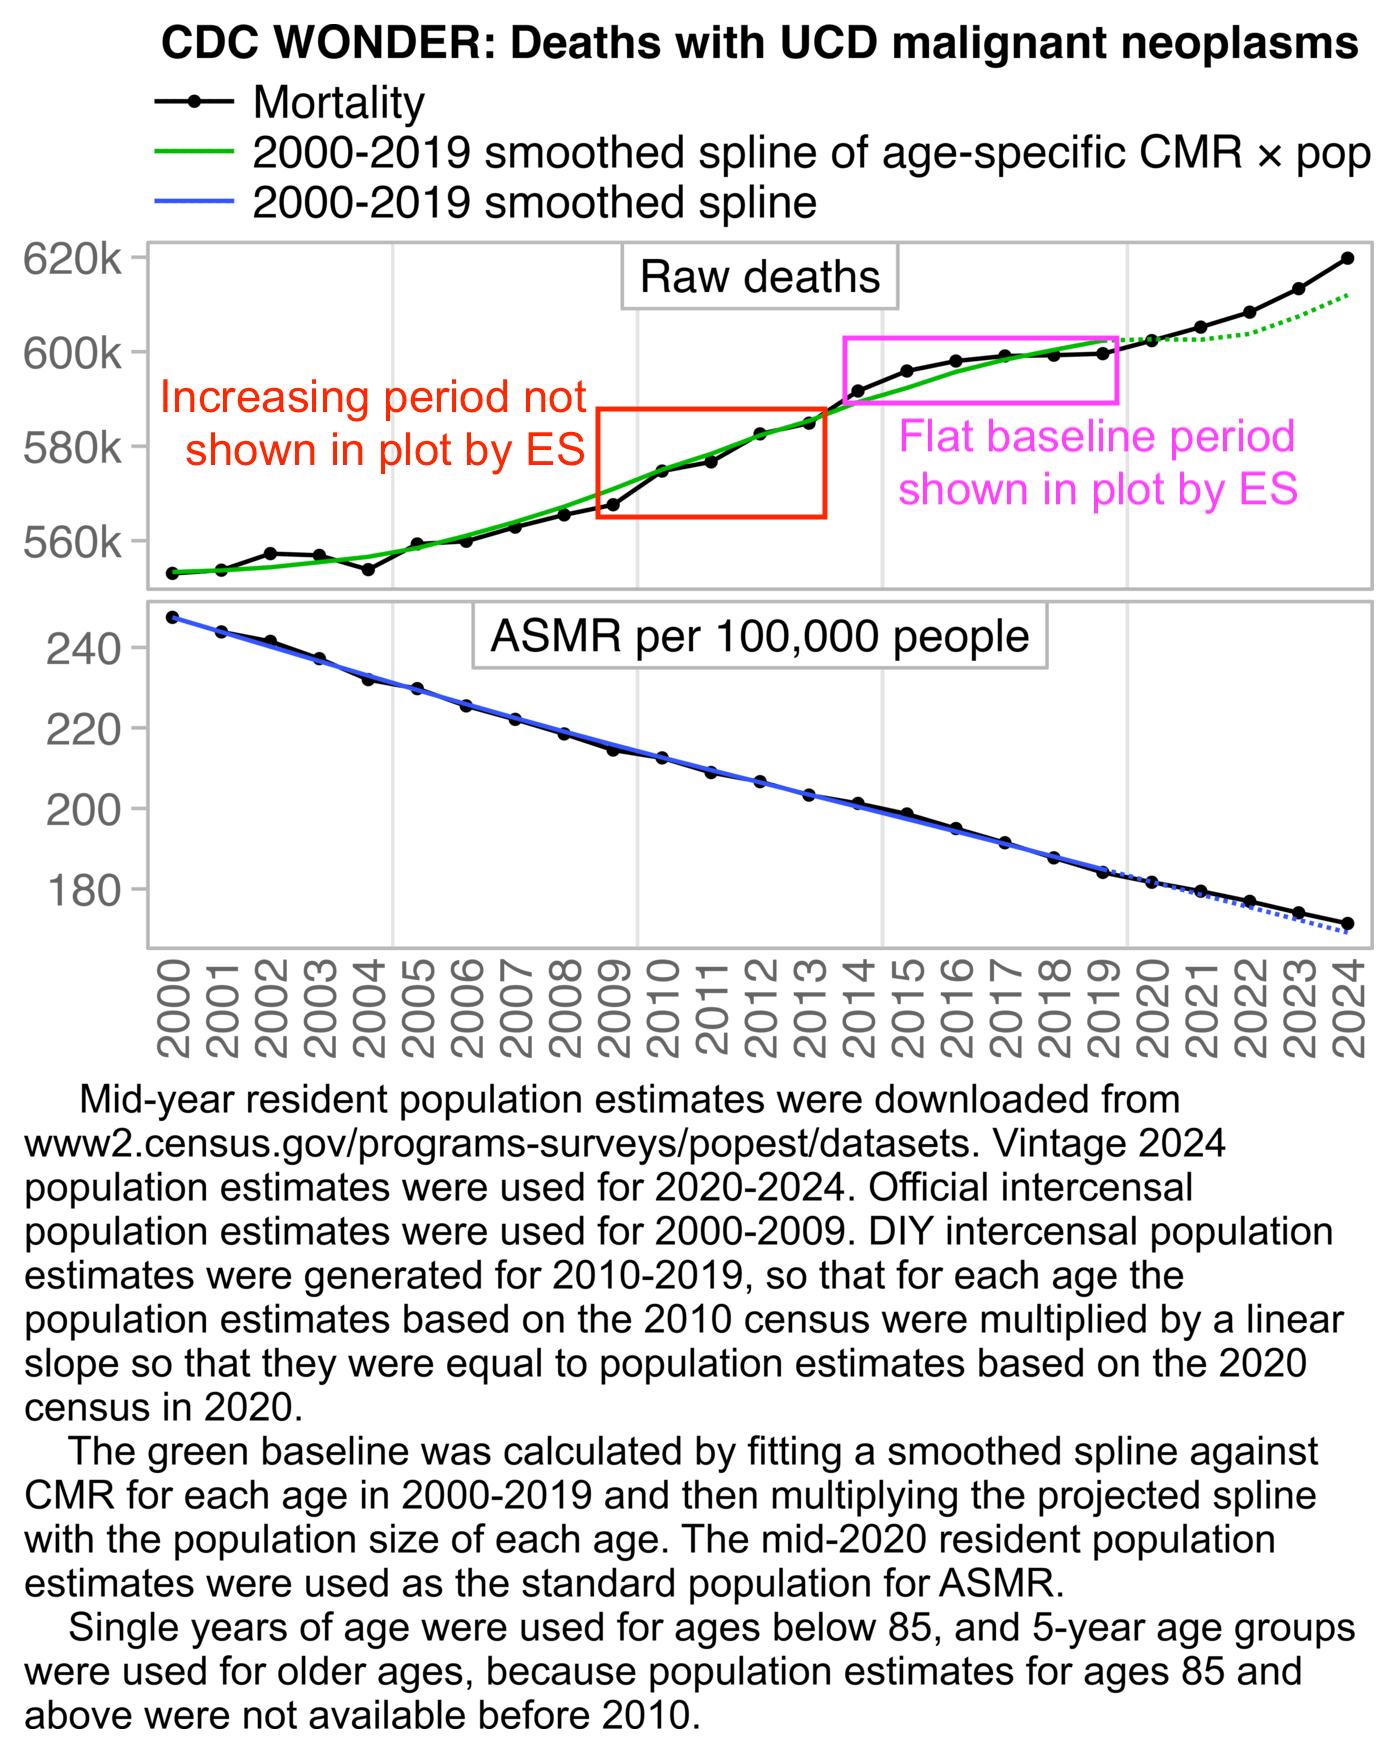 CDC WONDER: Deaths with UCD malignant neoplasms
Mortality
2000-2019 smoothed spline of age-specific CMR × pop
2000-2019 smoothed spline
Raw deaths
620k
600k
580k
560k
Increasing period not
shown in plot by ES
Flat baseline period
shown in plot by ES
ASMR per 100,000 people
240
220
200
180
2000
2001
2002
2003
2004
2005
2006
2007
2008
2009
2010
2011
2012
2013
2014
2015
2016
2017
2018
2019
2020
2021
2022
2023
2024
Mid-year resident population estimates were downloaded from
www2.census.gov/programs-surveys/popest/datasets. Vintage 2024
population estimates were used for 2020-2024. Official intercensal
population estimates were used for 2000-2009. DIY intercensal population
estimates were generated for 2010-2019, so that for each age the
population estimates based on the 2010 census were multiplied by a linear
slope so that they were equal to population estimates based on the 2020
census in 2020.
The green baseline was calculated by fitting a smoothed spline against
CMR for each age in 2000-2019 and then multiplying the projected spline
with the population size of each age. The mid-2020 resident population
estimates were used as the standard population for ASMR.
Single years of age were used for ages below 85, and 5-year age groups
were used for older ages, because population estimates for ages 85 and
above were not available before 2010.